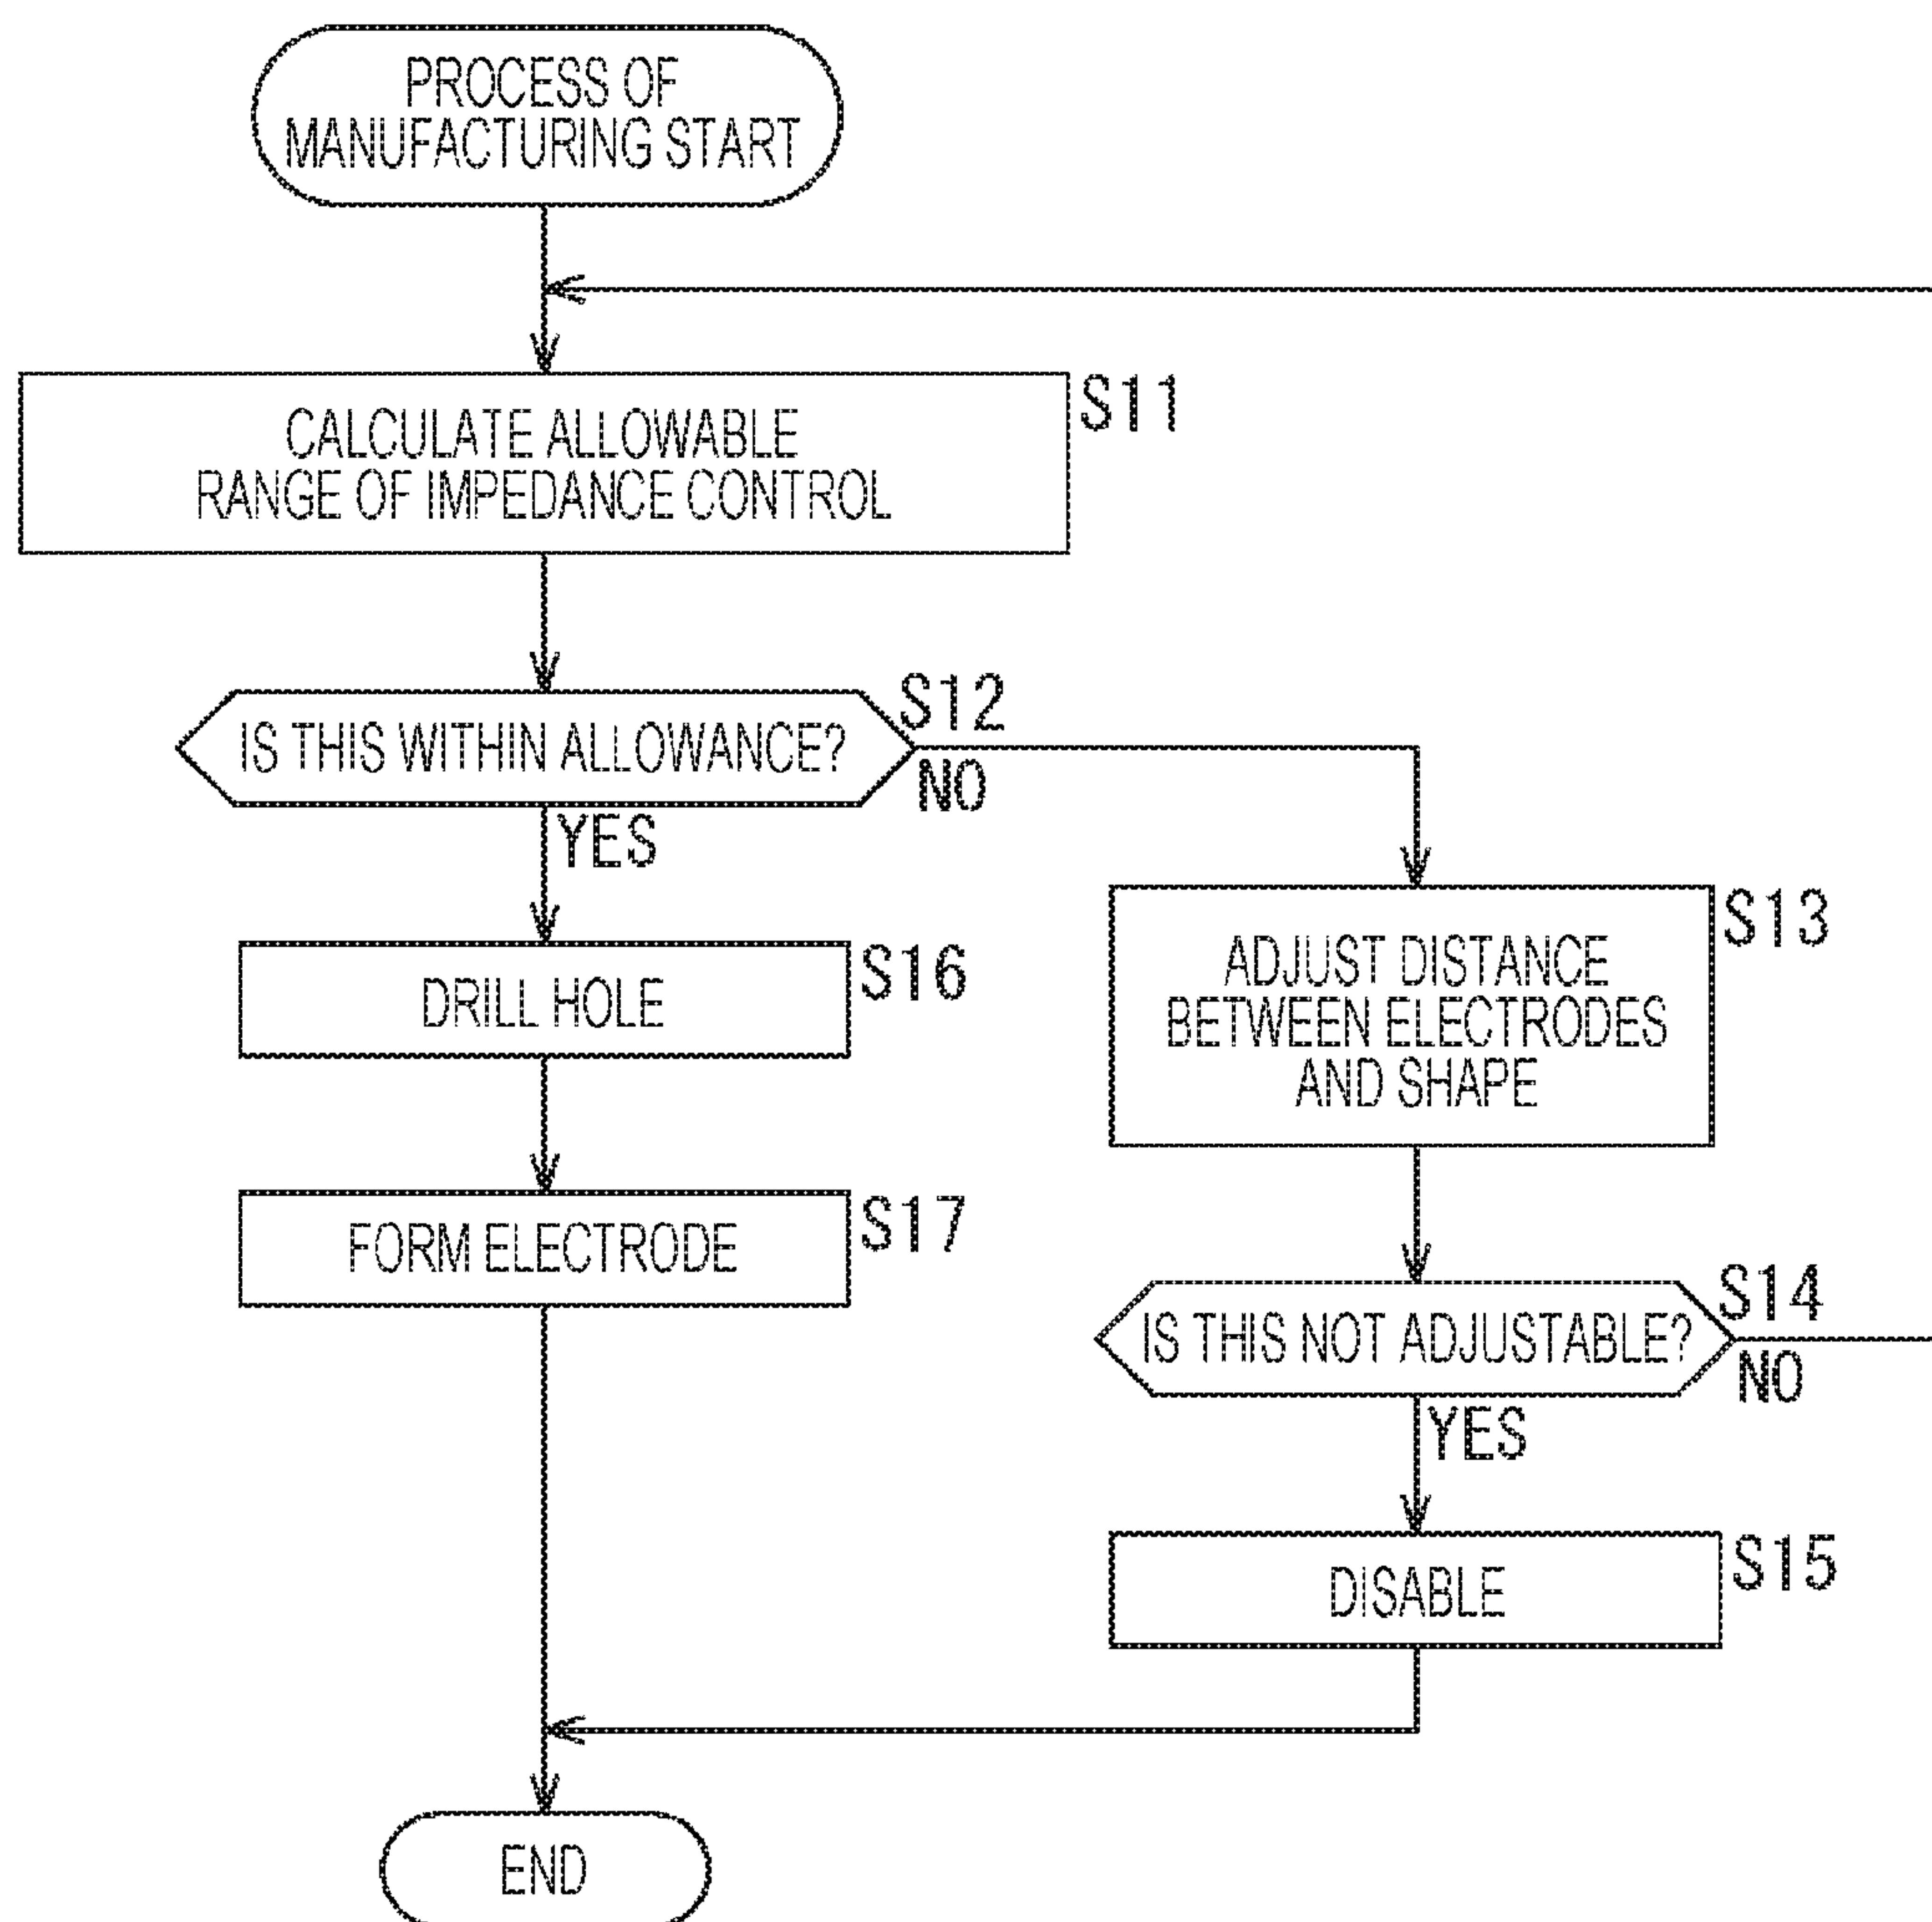 PROCESS OF
MANUFACTURING START
S11
CALCULATE ALLOWABLE
RANGE OF IMPEDANCE CONTROL
S12
IS THIS WITHIN ALLOWANCE?
NO
YES
S13
ADJUST DISTANCE
BETWEEN ELECTRODES
AND SHAPE
S16
DRILL HOLE
S17
FORM ELECTRODE
S14
IS THIS NOT ADJUSTABLE?
NO
YES
S15
DISABLE
END